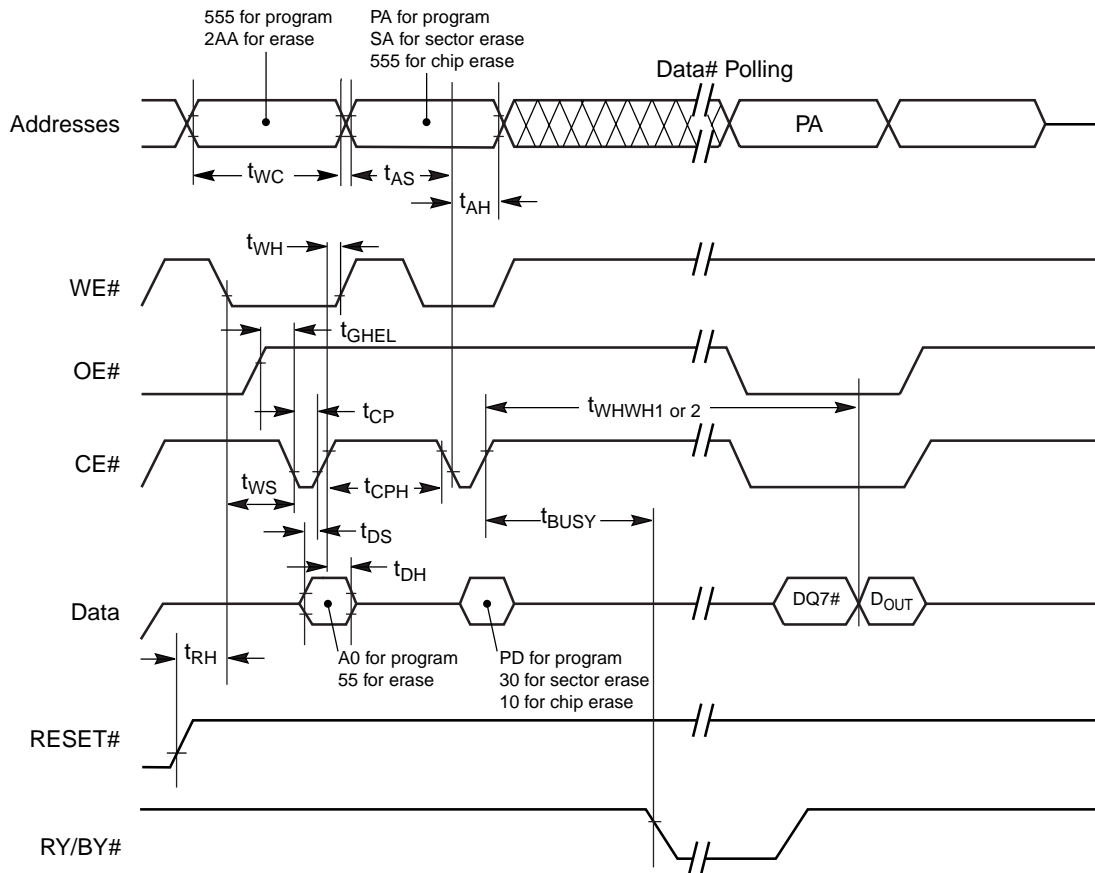 555 for program
2AA for erase
PA for program
SA for sector erase
555 for chip erase
Data# Polling
Addresses
PA
tWC
tAS
tAH
tWH
WE#
tGHEL
OE#
tWHWH1 or 2
tCP
CE#
tWS
tCPH
tBUSY
tDS
tDH
Data
DQ7#
DOUT
tRH
A0 for program
55 for erase
PD for program
30 for sector erase
10 for chip erase
RESET#
RY/BY#